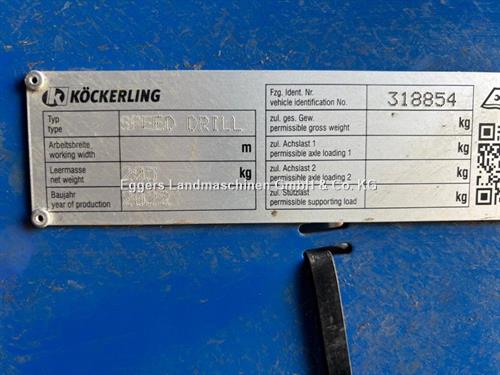 KÖCKERLING
Typ
type
SPEED DRILL
Arbeitsbreite
working width
m
Leermasse
net weight
kg
Baujahr
year of production
Fzg. Ident. Nr.
vehicle identification No.
318854
zul. ges. Gew.
permissible gross weight
kg
zul. Achslast 1
permissible axle loading 1
kg
zul. Achslast 2
permissible axle loading 2
kg
zul. Stützlast
permissible supporting load
kg
Eggers Landmaschinen GmbH & Co. KG